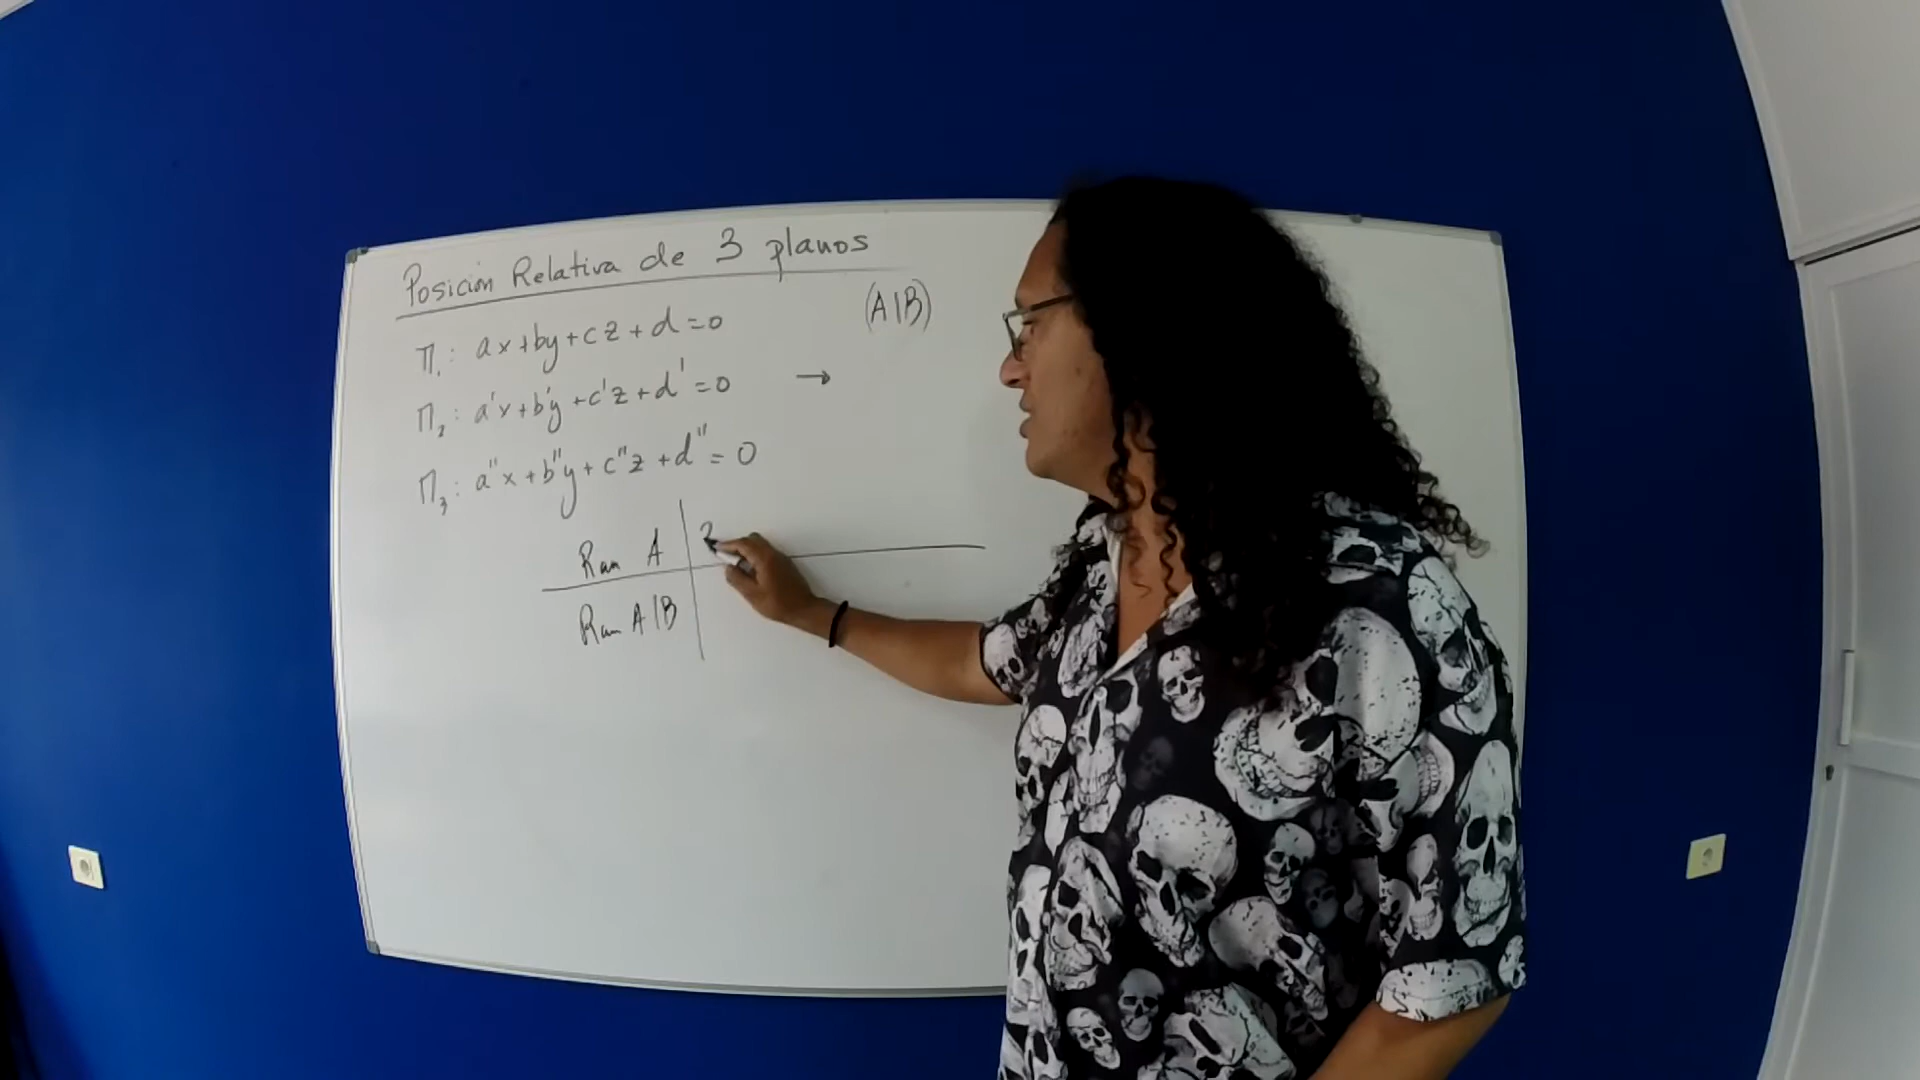 Posición Relativa de 3 planos
(A|B)
Π₁: ax+by+cz+d=0
→
Π₂: a'x+b'y+c'z+d'=0
Π₃: a''x+b''y+c''z+d''=0
Ran A
Ran A|B